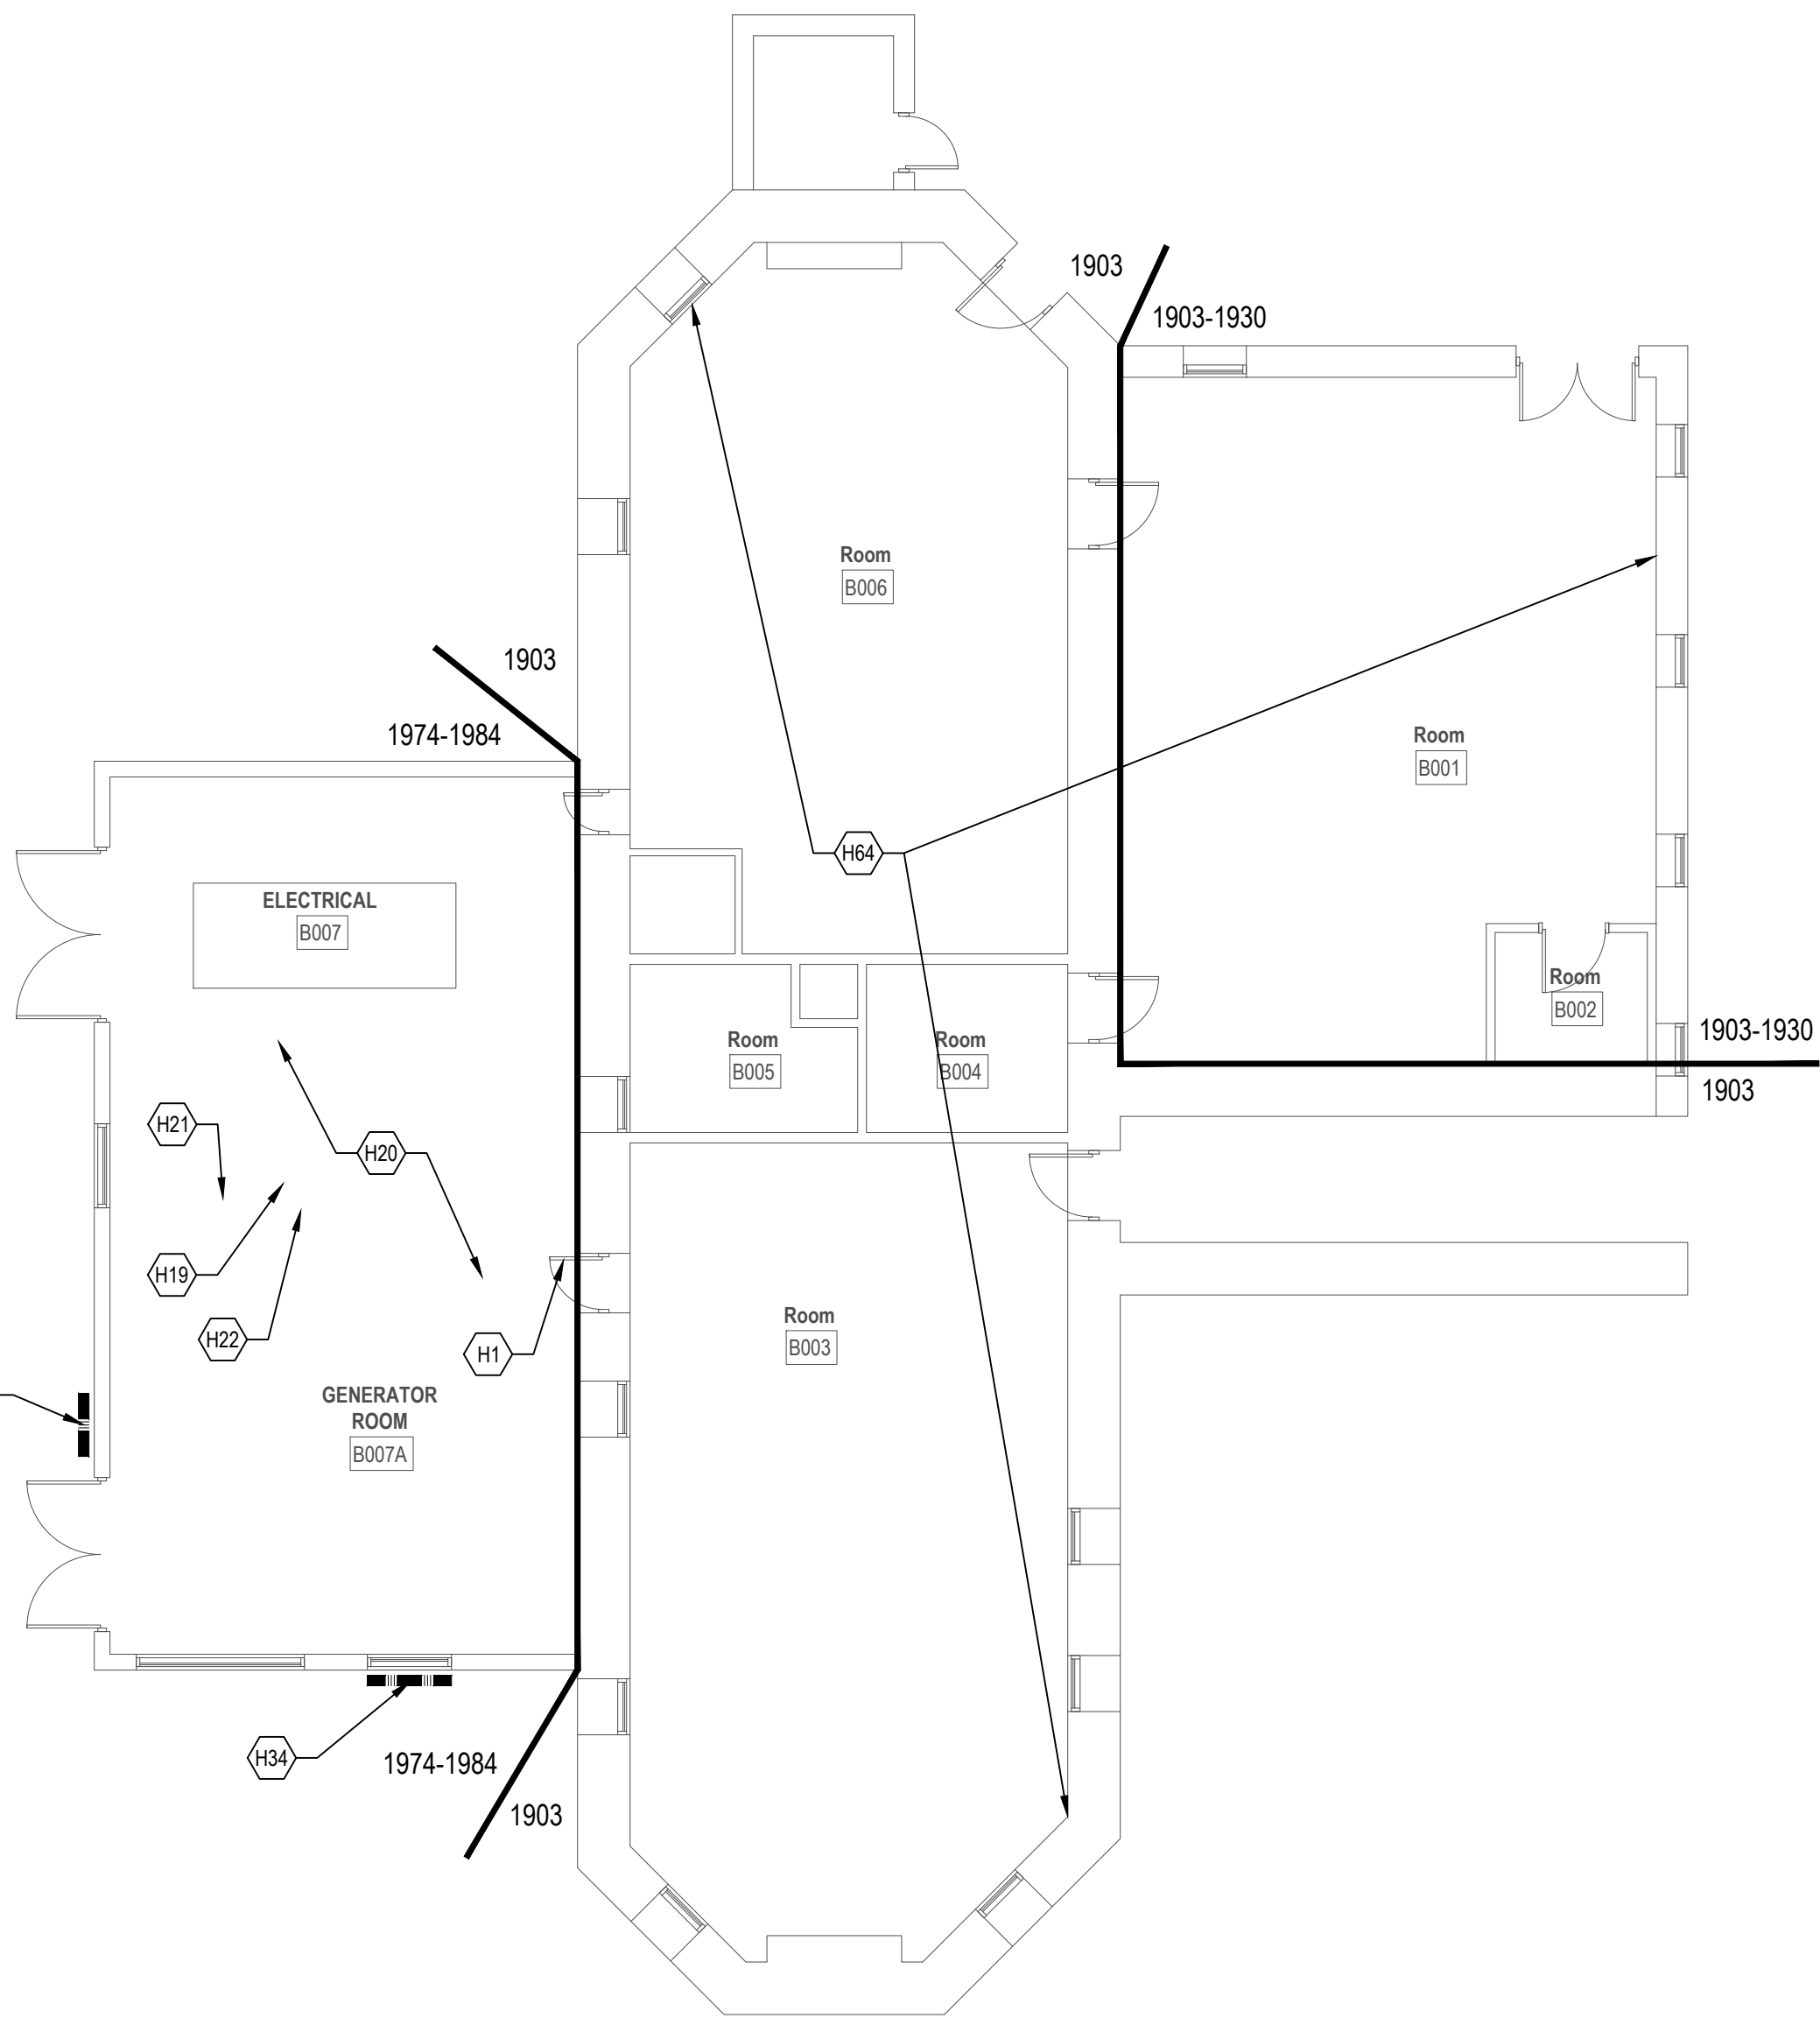 1903
1903-1930
Room
B006
1903
1974-1984
Room
B001
H64
ELECTRICAL
B007
Room
B002
1903-1930
Room
B005
Room
B004
1903
H21
H20
H19
H22
H1
Room
B003
GENERATOR
ROOM
B007A
H34
1974-1984
1903